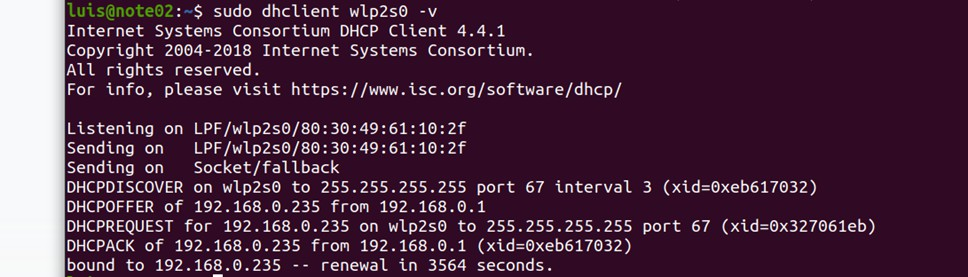 luis@note02:~$ sudo dhclient wlp2s0 -v
Internet Systems Consortium DHCP Client 4.4.1
Copyright 2004-2018 Internet Systems Consortium.
All rights reserved.
For info, please visit https://www.isc.org/software/dhcp/

Listening on LPF/wlp2s0/80:30:49:61:10:2f
Sending on   LPF/wlp2s0/80:30:49:61:10:2f
Sending on   Socket/fallback
DHCPDISCOVER on wlp2s0 to 255.255.255.255 port 67 interval 3 (xid=0xeb617032)
DHCPOFFER of 192.168.0.235 from 192.168.0.1
DHCPREQUEST for 192.168.0.235 on wlp2s0 to 255.255.255.255 port 67 (xid=0x327061eb)
DHCPACK of 192.168.0.235 from 192.168.0.1 (xid=0xeb617032)
bound to 192.168.0.235 -- renewal in 3564 seconds.